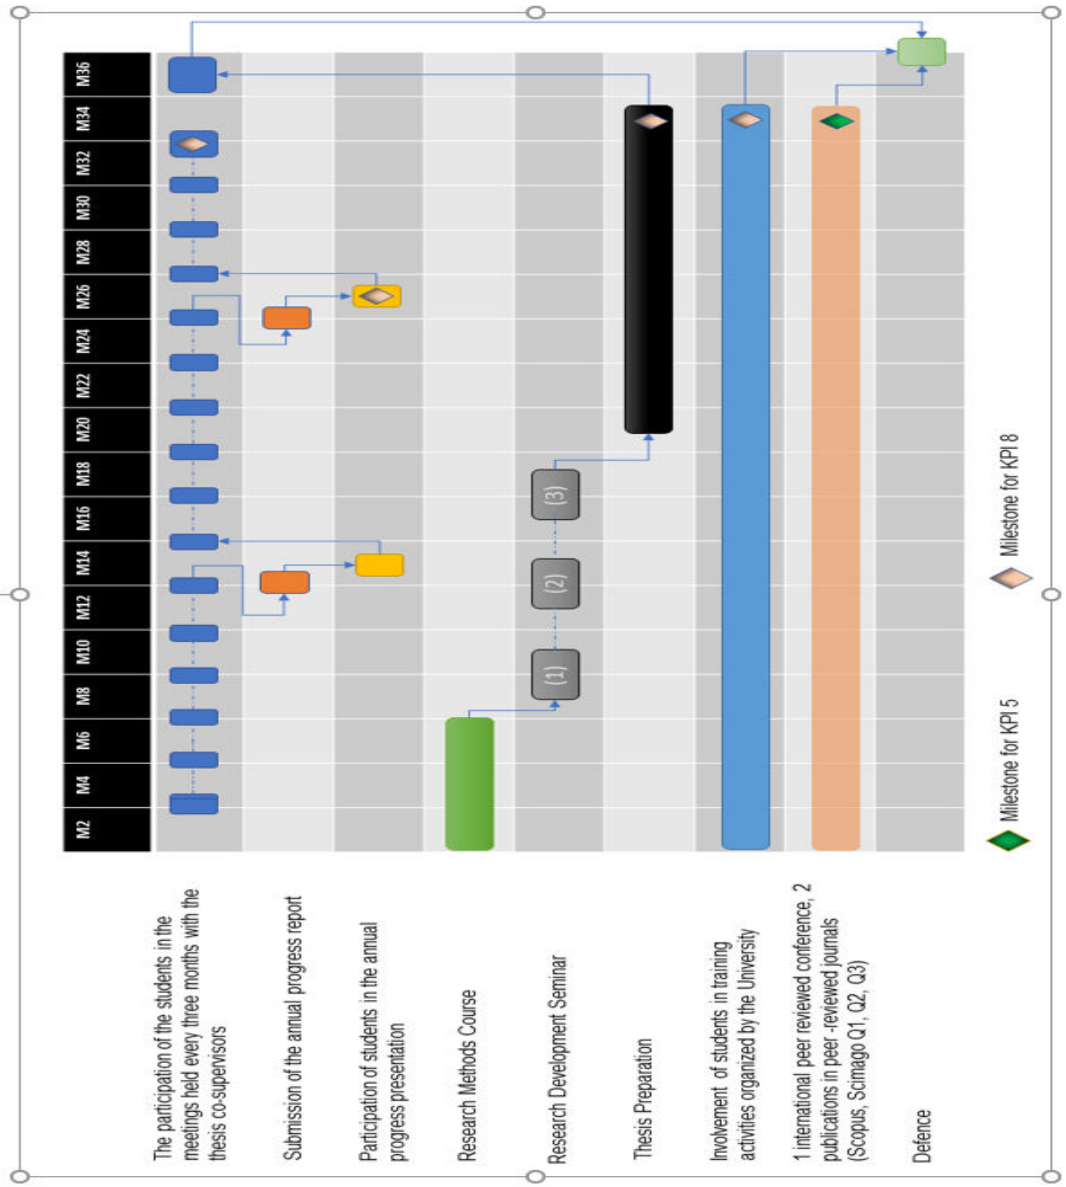 M2 M4 M6 M8 M10 M12 M14 M16 M18 M20 M22 M24 M26 M28 M30 M32 M34 M36
The participation of the students in the
meetings held every three months with the
thesis co-supervisors
Submission of the annual progress report
Participation of students in the annual
progress presentation
Research Methods Course
Research Development Seminar
(1) (2) (3)
Thesis Preparation
Involvement of students in training
activities organized by the University
1 international peer reviewed conference, 2
publications in peer -reviewed journals
(Scopus, Scimago Q1, Q2, Q3)
Defence
Milestone for KPI 5
Milestone for KPI 8